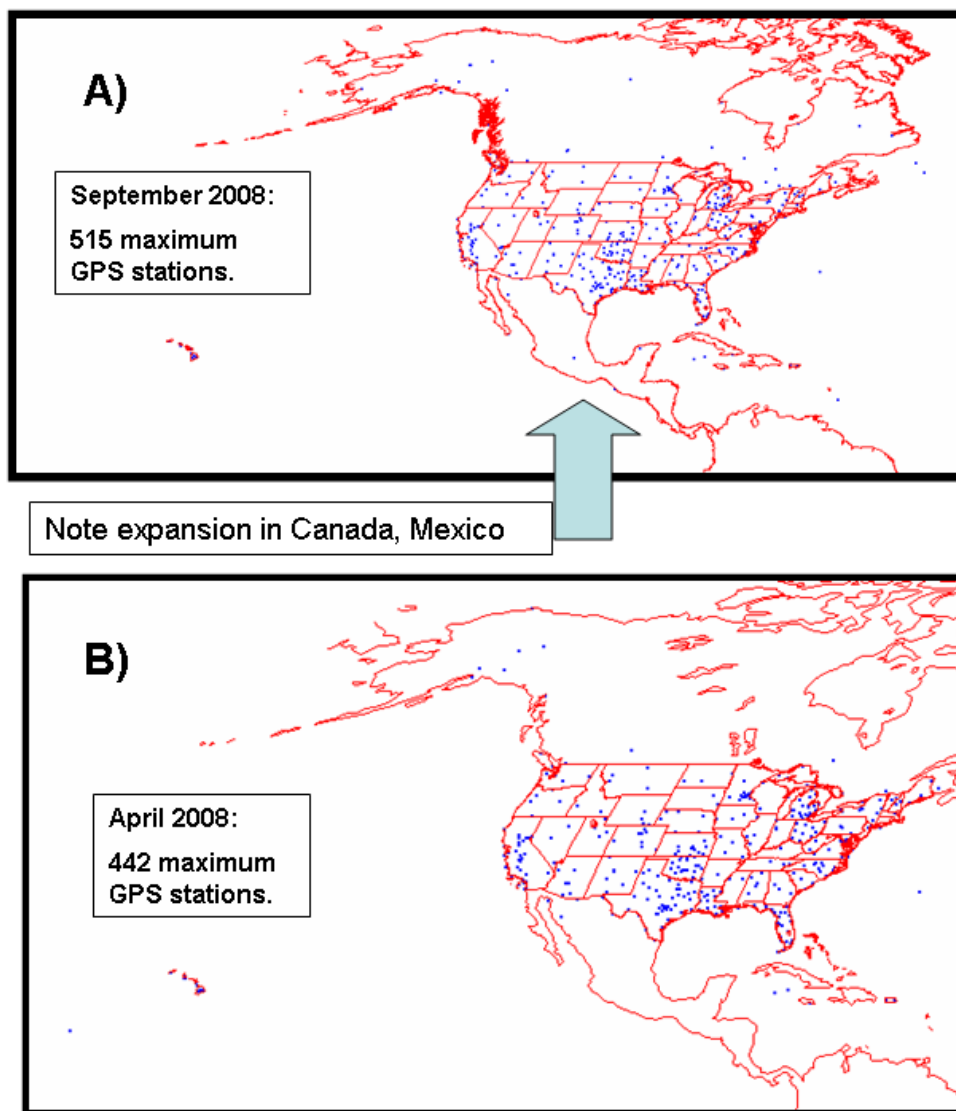 A)
September 2008:
515 maximum
GPS stations.
Note expansion in Canada, Mexico
B)
April 2008:
442 maximum
GPS stations.